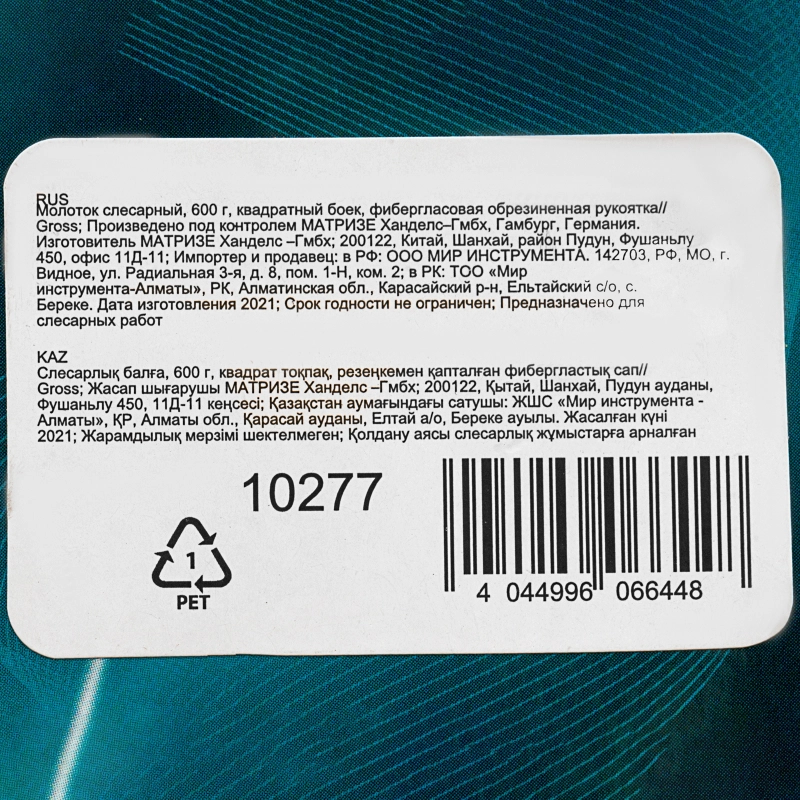 RUS
Молоток слесарный, 600 г, квадратный боек, фибергласовая обрезиненная рукоятка//
Gross; Произведено под контролем МАТРИЗЕ Ханделс–Гмбх, Гамбург, Германия.
Изготовитель МАТРИЗЕ Ханделс –Гмбх; 200122, Китай, Шанхай, район Пудун, Фушаньлу
450, офис 11Д-11; Импортер и продавец: в РФ: ООО МИР ИНСТРУМЕНТА. 142703, РФ, МО, г.
Видное, ул. Радиальная 3-я, д. 8, пом. 1-Н, ком. 2; в РК: ТОО «Мир
инструмента-Алматы», РК, Алматинская обл., Карасайский р-н, Ельтайский с/о, с.
Береке. Дата изготовления 2021; Срок годности не ограничен; Предназначено для
слесарных работ
KAZ
Слесарлық балға, 600 г, квадрат тоқпақ, резеңкемен қапталған фибергластық сап//
Gross; Жасап шығарушы МАТРИЗЕ Ханделс –Гмбх; 200122, Қытай, Шанхай, Пудун ауданы,
Фушаньлу 450, 11Д-11 кеңсесі; Қазақстан аумағындағы сатушы: ЖШС «Мир инструмента -
Алматы», ҚР, Алматы обл., Қарасай ауданы, Елтай а/о, Береке ауылы. Жасалған күні
2021; Жарамдылық мерзімі шектелмеген; Қолдану аясы слесарлық жұмыстарға арналған
10277
1
PET
4 044996 066448